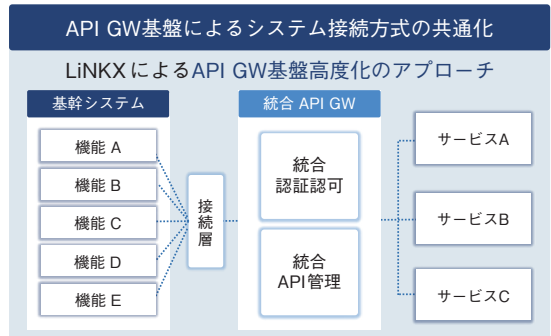 API GW基盤によるシステム接続方式の共通化
LiNKXによるAPI GW基盤高度化のアプローチ
基幹システム
機能 A
機能 B
機能 C
機能 D
機能 E
接
続
層
統合 API GW
統合
認証認可
統合
API管理
サービスA
サービスB
サービスC